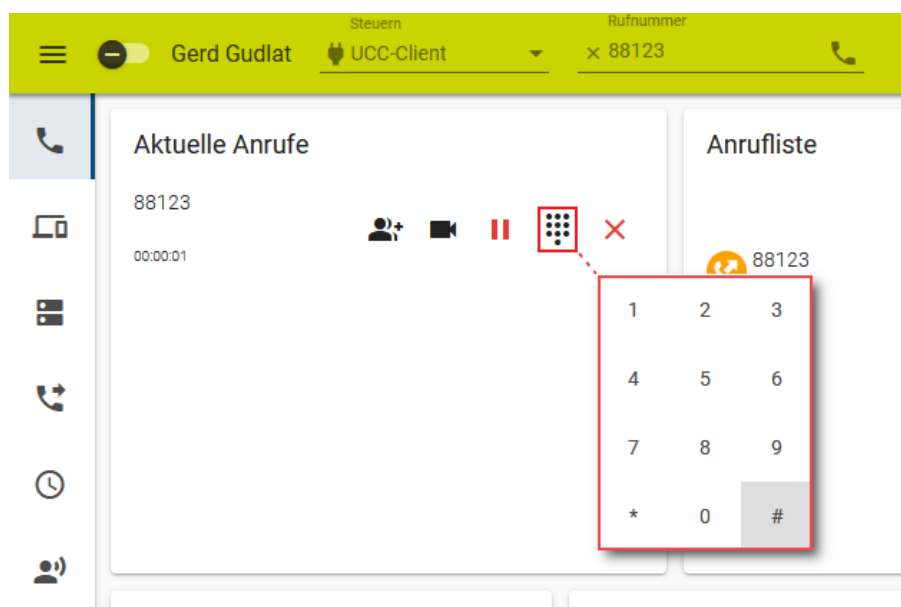 Steuern
Rufnummer
Gerd Gudlat
UCC-Client
88123
Aktuelle Anrufe
Anrufliste
88123
00:00:01
88123
1 2 3
4 5 6
7 8 9
* 0 #